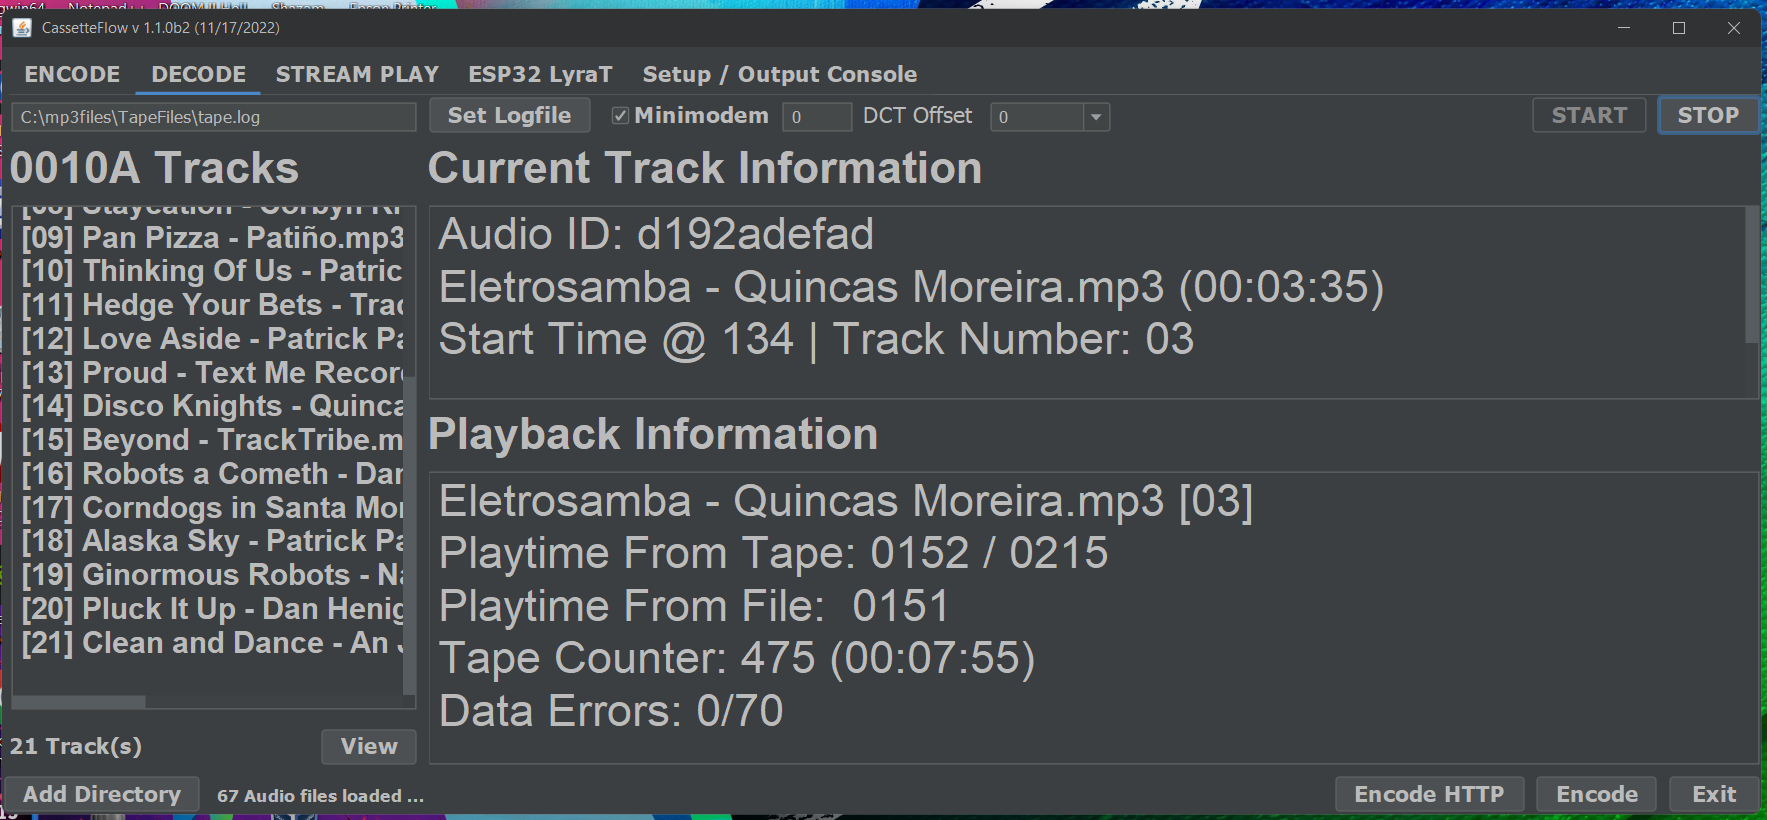 Notepad++
CassetteFlow v 1.1.0b2 (11/17/2022)
ENCODE DECODE STREAM PLAY ESP32 LyraT Setup / Output Console
C:\mp3files\TapeFiles\tape.log Set Logfile Minimodem 0 DCT Offset 0 START STOP
0010A Tracks
[08] Staycation - Corbyn
[09] Pan Pizza - Patiño.mp3
[10] Thinking Of Us - Patric
[11] Hedge Your Bets - Trac
[12] Love Aside - Patrick Pa
[13] Proud - Text Me Recor
[14] Disco Knights - Quinca
[15] Beyond - TrackTribe.m
[16] Robots a Cometh - Dan
[17] Corndogs in Santa Mo
[18] Alaska Sky - Patrick Pa
[19] Ginormous Robots - Na
[20] Pluck It Up - Dan Henig
[21] Clean and Dance - An J
21 Track(s) View
Current Track Information
Audio ID: d192adefad
Eletrosamba - Quincas Moreira.mp3 (00:03:35)
Start Time @ 134 | Track Number: 03
Playback Information
Eletrosamba - Quincas Moreira.mp3 [03]
Playtime From Tape: 0152 / 0215
Playtime From File: 0151
Tape Counter: 475 (00:07:55)
Data Errors: 0/70
Add Directory 67 Audio files loaded ... Encode HTTP Encode Exit